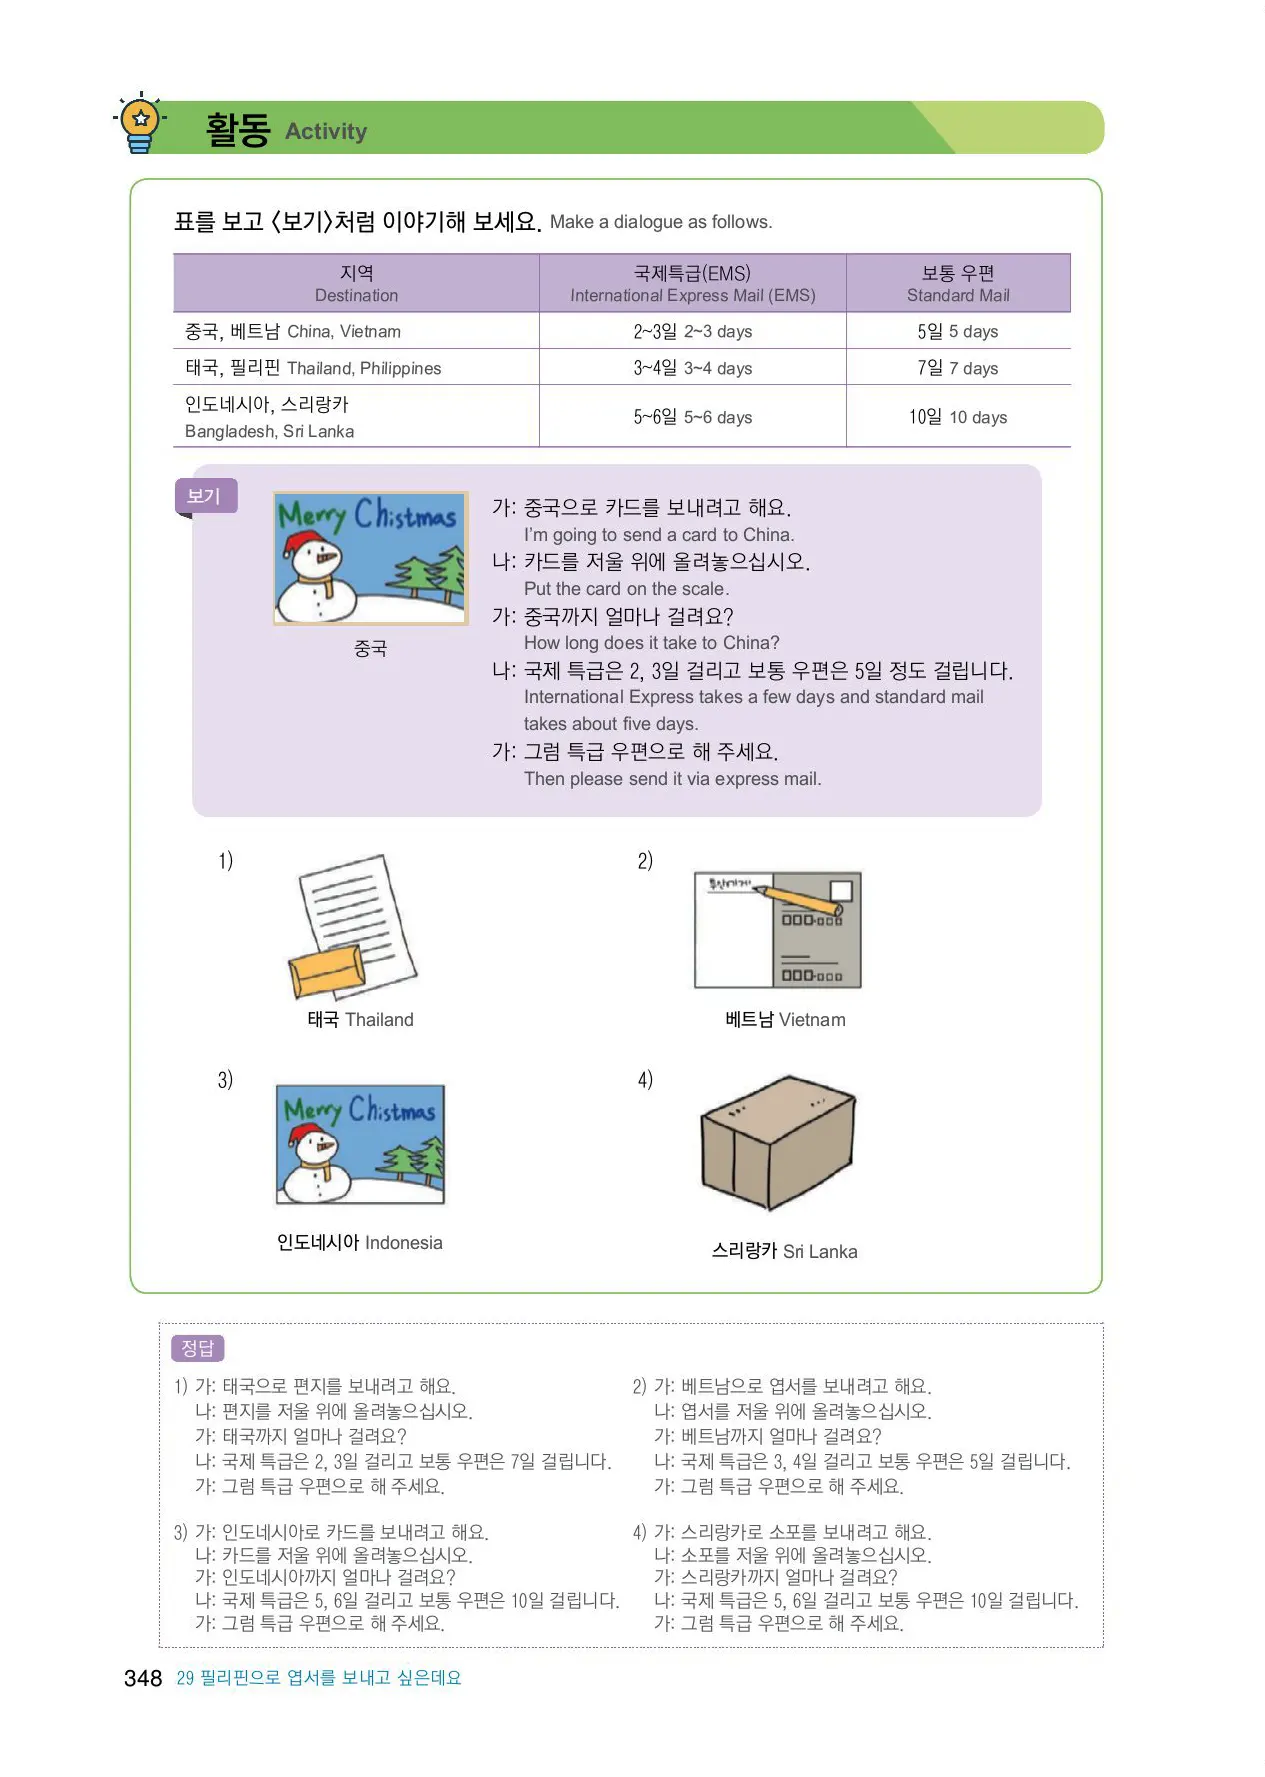 활동 Activity
표를 보고 〈보기〉처럼 이야기해 보세요. Make a dialogue as follows.
지역 국제특급(EMS) 보통 우편
Destination International Express Mail (EMS) Standard Mail
중국, 베트남 China, Vietnam 2~3일 2~3 days 5일 5 days
태국, 필리핀 Thailand, Philippines 3~4일 3~4 days 7일 7 days
인도네시아, 스리랑카
Bangladesh, Sri Lanka 5~6일 5~6 days 10일 10 days
보기
Merry Chistmas
중국
가: 중국으로 카드를 보내려고 해요.
I'm going to send a card to China.
나: 카드를 저울 위에 올려놓으십시오.
Put the card on the scale.
가: 중국까지 얼마나 걸려요?
How long does it take to China?
나: 국제 특급은 2, 3일 걸리고 보통 우편은 5일 정도 걸립니다.
International Express takes a few days and standard mail
takes about five days.
가: 그럼 특급 우편으로 해 주세요.
Then please send it via express mail.
1)
태국 Thailand
2)
베트남 Vietnam
3)
Merry Chistmas
인도네시아 Indonesia
4)
스리랑카 Sri Lanka
정답
1) 가: 태국으로 편지를 보내려고 해요.
나: 편지를 저울 위에 올려놓으십시오.
가: 태국까지 얼마나 걸려요?
나: 국제 특급은 2, 3일 걸리고 보통 우편은 7일 걸립니다.
가: 그럼 특급 우편으로 해 주세요.
2) 가: 베트남으로 엽서를 보내려고 해요.
나: 엽서를 저울 위에 올려놓으십시오.
가: 베트남까지 얼마나 걸려요?
나: 국제 특급은 3, 4일 걸리고 보통 우편은 5일 걸립니다.
가: 그럼 특급 우편으로 해 주세요.
3) 가: 인도네시아로 카드를 보내려고 해요.
나: 카드를 저울 위에 올려놓으십시오.
가: 인도네시아까지 얼마나 걸려요?
나: 국제 특급은 5, 6일 걸리고 보통 우편은 10일 걸립니다.
가: 그럼 특급 우편으로 해 주세요.
4) 가: 스리랑카로 소포를 보내려고 해요.
나: 소포를 저울 위에 올려놓으십시오.
가: 스리랑카까지 얼마나 걸려요?
나: 국제 특급은 5, 6일 걸리고 보통 우편은 10일 걸립니다.
가: 그럼 특급 우편으로 해 주세요.
348 29 필리핀으로 엽서를 보내고 싶은데요